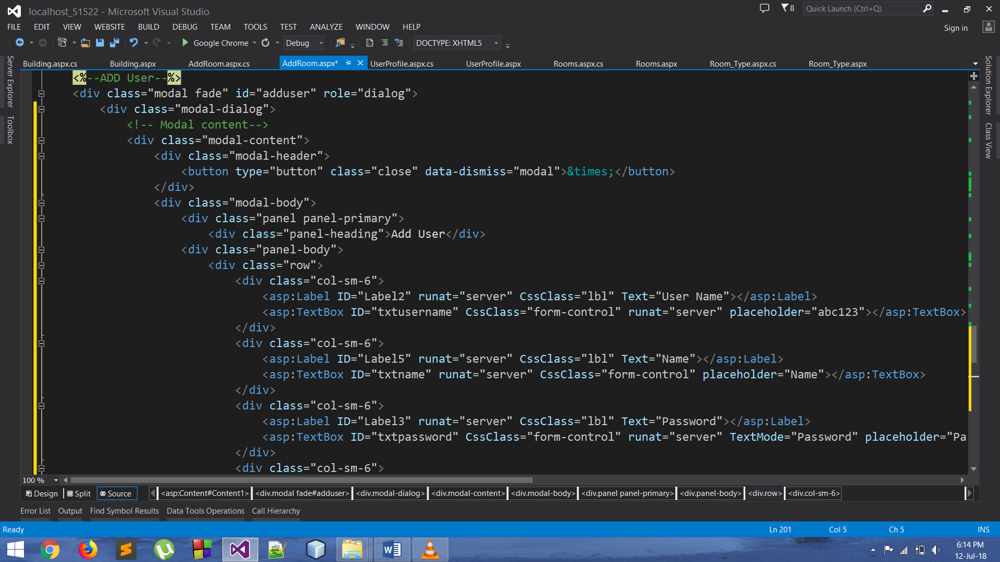 localhost_51522 - Microsoft Visual Studio
8
Quick Launch (Ctrl+Q)
FILE EDIT VIEW WEBSITE BUILD DEBUG TEAM TOOLS TEST ANALYZE WINDOW HELP
Sign in
Google Chrome
Debug
DOCTYPE: XHTML5
Server Explorer
Toolbox
Building.aspx.cs Building.aspx AddRoom.aspx.cs AddRoom.aspx* UserProfile.aspx.cs UserProfile.aspx Rooms.aspx.cs Rooms.aspx Room_Type.aspx.cs Room_Type.aspx
Solution Explorer
Class View
<%--ADD User--%>
<div class="modal fade" id="adduser" role="dialog">
<div class="modal-dialog">
<!-- Modal content-->
<div class="modal-content">
<div class="modal-header">
<button type="button" class="close" data-dismiss="modal">&times;</button>
</div>
<div class="modal-body">
<div class="panel panel-primary">
<div class="panel-heading">Add User</div>
<div class="panel-body">
<div class="row">
<div class="col-sm-6">
<asp:Label ID="Label2" runat="server" CssClass="lbl" Text="User Name"></asp:Label>
<asp:TextBox ID="txtusername" CssClass="form-control" runat="server" placeholder="abc123"></asp:TextBox>
</div>
<div class="col-sm-6">
<asp:Label ID="Label5" runat="server" CssClass="lbl" Text="Name"></asp:Label>
<asp:TextBox ID="txtname" runat="server" CssClass="form-control" placeholder="Name"></asp:TextBox>
</div>
<div class="col-sm-6">
<asp:Label ID="Label3" runat="server" CssClass="lbl" Text="Password"></asp:Label>
<asp:TextBox ID="txtpassword" CssClass="form-control" runat="server" TextMode="Password" placeholder="Pa
</div>
<div class="col-sm-6">
100 %
Design Split Source
<asp:Content#Content1> <div.modal fade#adduser> <div.modal-dialog> <div.modal-content> <div.modal-body> <div.panel panel-primary> <div.panel-body> <div.row> <div.col-sm-6>
Error List Output Find Symbol Results Data Tools Operations Call Hierarchy
Ready
Ln 201 Col 5 Ch 5 INS
6:14 PM
12-Jul-18